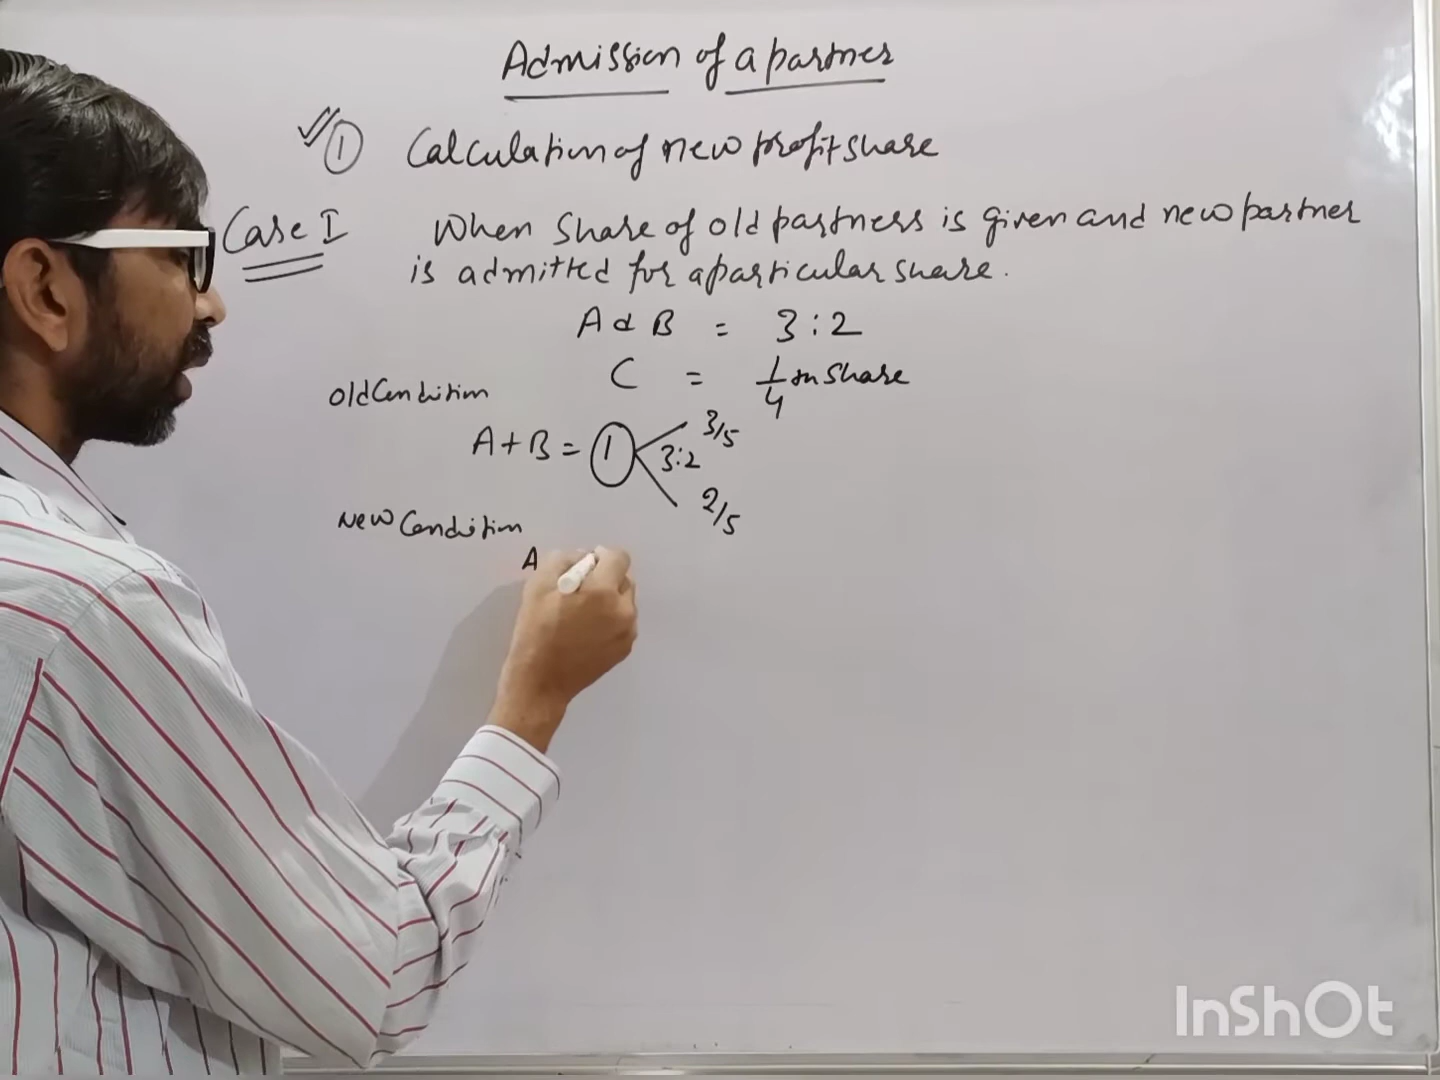 Admission of a partner
① Calculation of new profit share
Case I When Share of old partners is given and new partner
is admitted for a particular share.
A & B = 3:2
C = 1/4 th share
Old Condition
A + B = 1 3:2 3/5
2/5
New Condition
A
InShOt